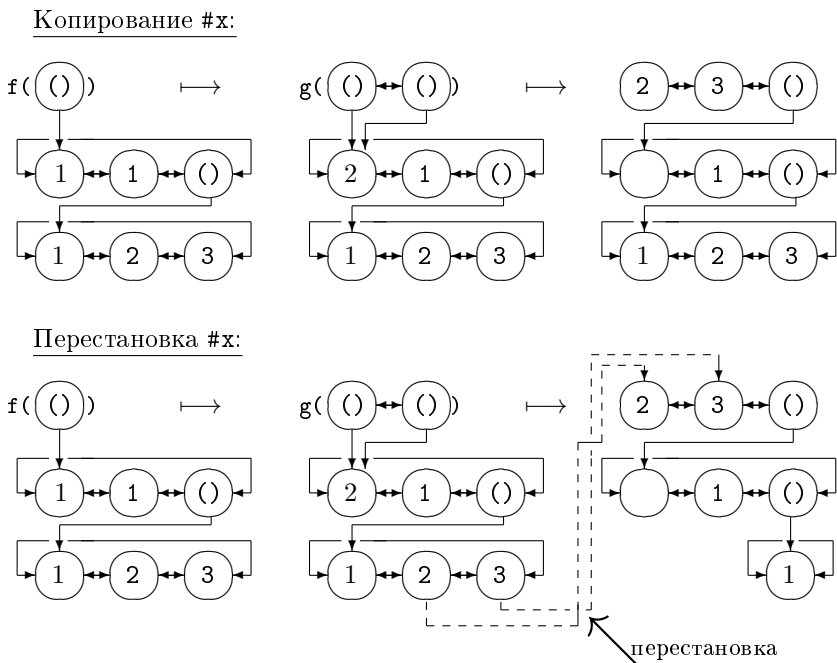 Копирование #x:
f( () ) ⟼ g( () () ) ⟼ 2 3 ()
1 1 () 2 1 () 1 ()
1 2 3 1 2 3 1 2 3
Перестановка #x:
f( () ) ⟼ g( () () ) ⟼ 2 3 ()
1 1 () 2 1 () 1 ()
1 2 3 1 2 3 1
перестановка